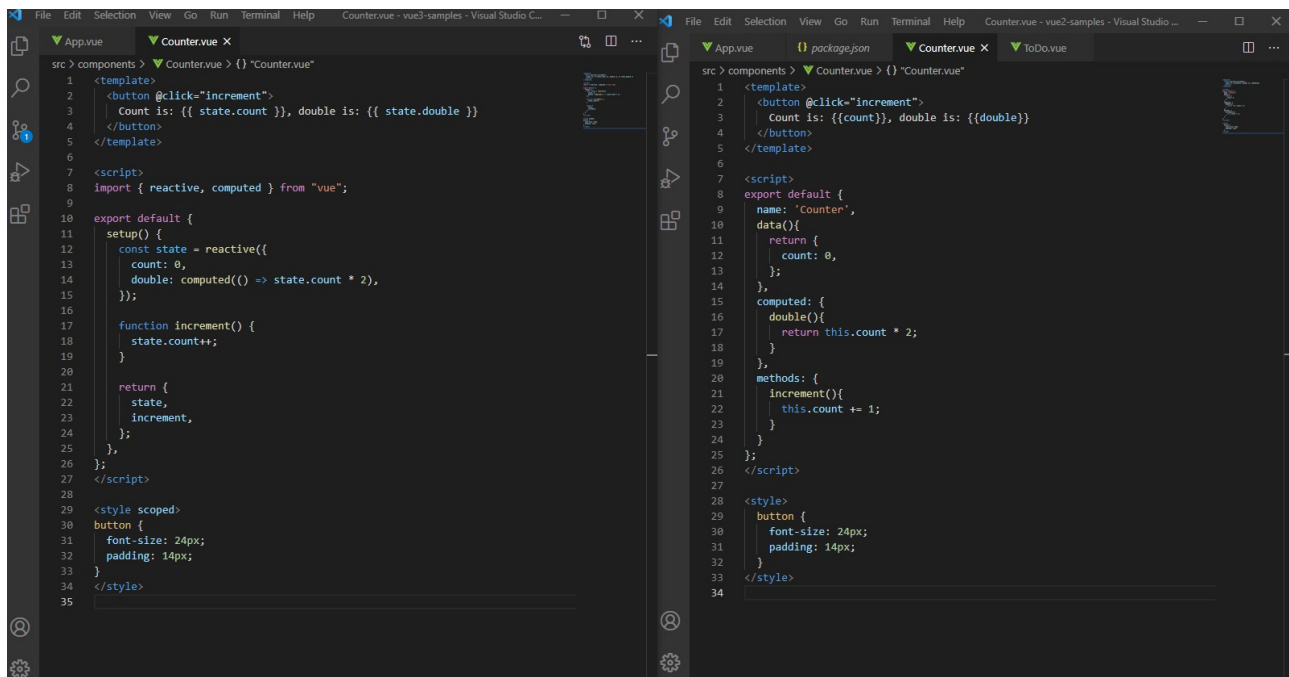 File Edit Selection View Go Run Terminal Help Counter.vue - vue3-samples - Visual Studio C...
App.vue Counter.vue
src > components > Counter.vue > {} "Counter.vue"
1 <template>
2 <button @click="increment">
3 Count is: {{ state.count }}, double is: {{ state.double }}
4 </button>
5 </template>
6
7 <script>
8 import { reactive, computed } from "vue";
9
10 export default {
11 setup() {
12 const state = reactive({
13 count: 0,
14 double: computed(() => state.count * 2),
15 });
16
17 function increment() {
18 state.count++;
19 }
20
21 return {
22 state,
23 increment,
24 };
25 },
26 };
27 </script>
28
29 <style scoped>
30 button {
31 font-size: 24px;
32 padding: 14px;
33 }
34 </style>
35
1
File Edit Selection View Go Run Terminal Help Counter.vue - vue2-samples - Visual Studio ...
App.vue {} package.json Counter.vue ToDo.vue
src > components > Counter.vue > {} "Counter.vue"
1 <template>
2 <button @click="increment">
3 Count is: {{count}}, double is: {{double}}
4 </button>
5 </template>
6
7 <script>
8 export default {
9 name: 'Counter',
10 data(){
11 return {
12 count: 0,
13 };
14 },
15 computed: {
16 double(){
17 return this.count * 2;
18 }
19 },
20 methods: {
21 increment(){
22 this.count += 1;
23 }
24 }
25 };
26 </script>
27
28 <style>
29 button {
30 font-size: 24px;
31 padding: 14px;
32 }
33 </style>
34